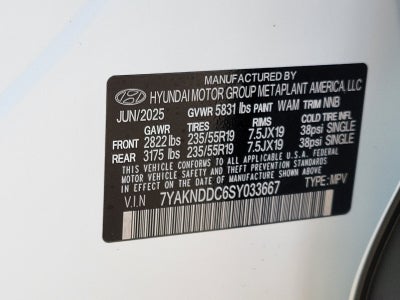 MANUFACTURED BY
HYUNDAI MOTOR GROUP METAPLANT AMERICA, LLC
JUN/2025 GVWR 5831 lbs PAINT WAM TRIM NNB
GAWR TIRES RIMS COLD TIRE INFL
FRONT 2822 lbs 235/55R19 7.5JX19 38psi SINGLE
REAR 3175 lbs 235/55R19 7.5JX19 38psi SINGLE
THIS VEHICLE CONFORMS TO ALL APPLICABLE
U.S. FEDERAL MOTOR VEHICLE SAFETY AND
THEFT PREVENTION STANDARDS IN EFFECT ON
THE DATE OF MANUFACTURE SHOWN ABOVE.
V.I.N 7YAKNDDC6SY033667 TYPE: MPV